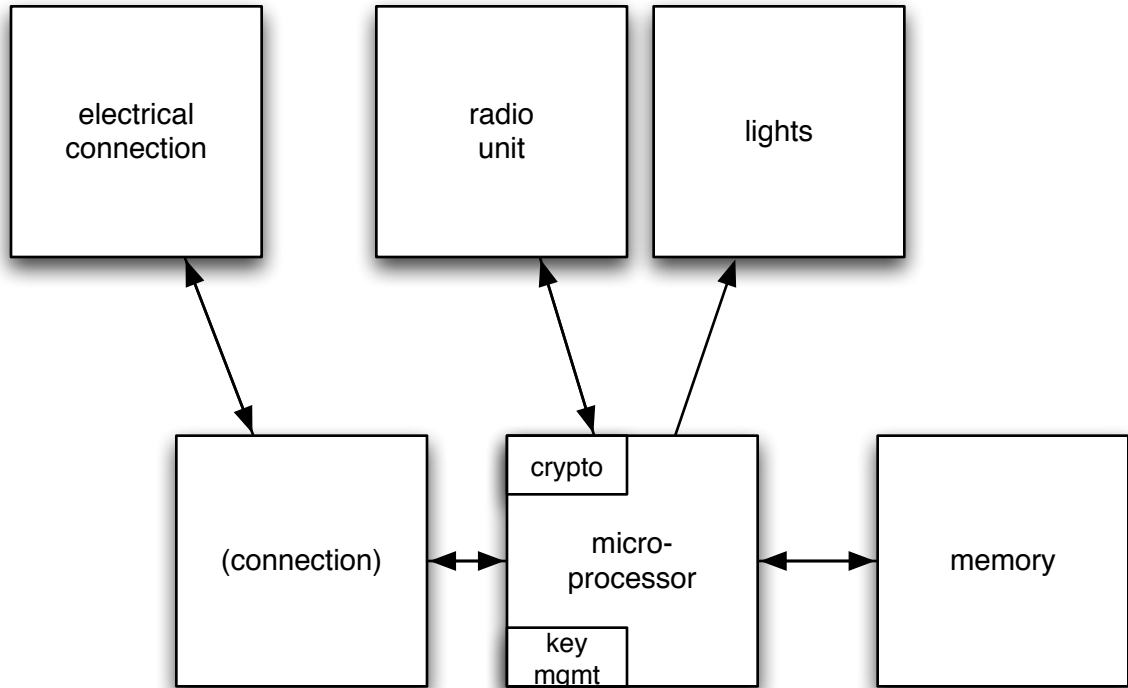 electrical
connection
radio
unit
lights
crypto
(connection)
micro-
processor
memory
key
mgmt